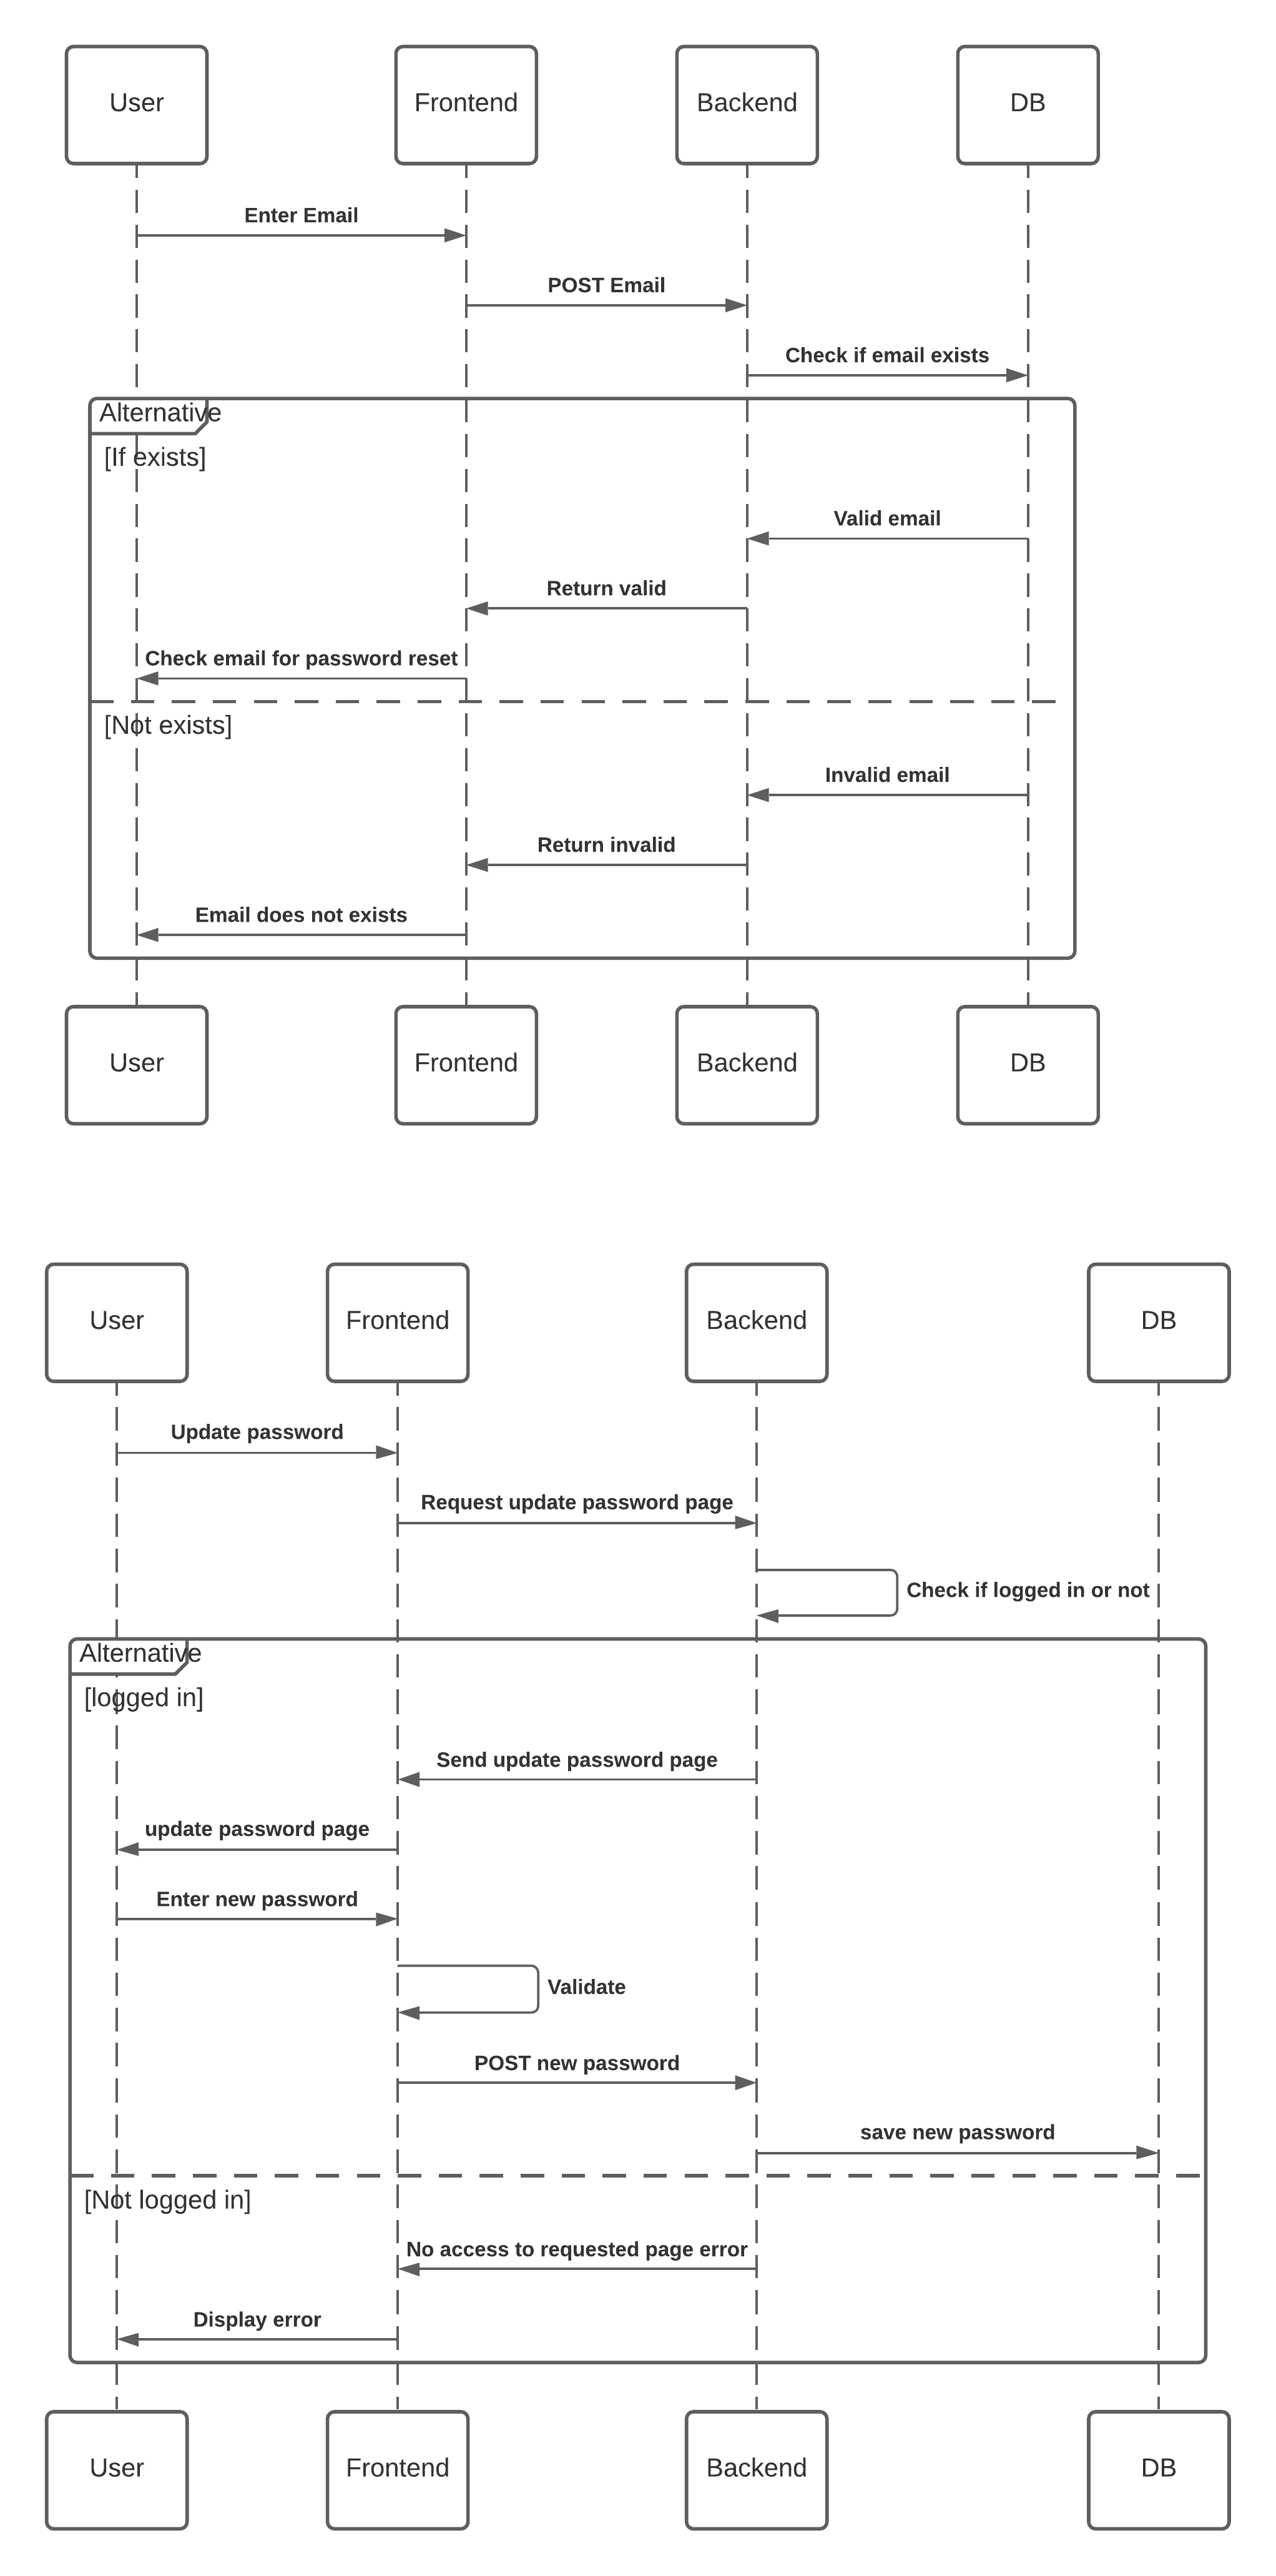 User
Frontend
Backend
DB
Enter Email
POST Email
Check if email exists
Alternative
[If exists]
Valid email
Return valid
Check email for password reset
[Not exists]
Invalid email
Return invalid
Email does not exists
User
Frontend
Backend
DB
User
Frontend
Backend
DB
Update password
Request update password page
Check if logged in or not
Alternative
[logged in]
Send update password page
update password page
Enter new password
Validate
POST new password
save new password
[Not logged in]
No access to requested page error
Display error
User
Frontend
Backend
DB